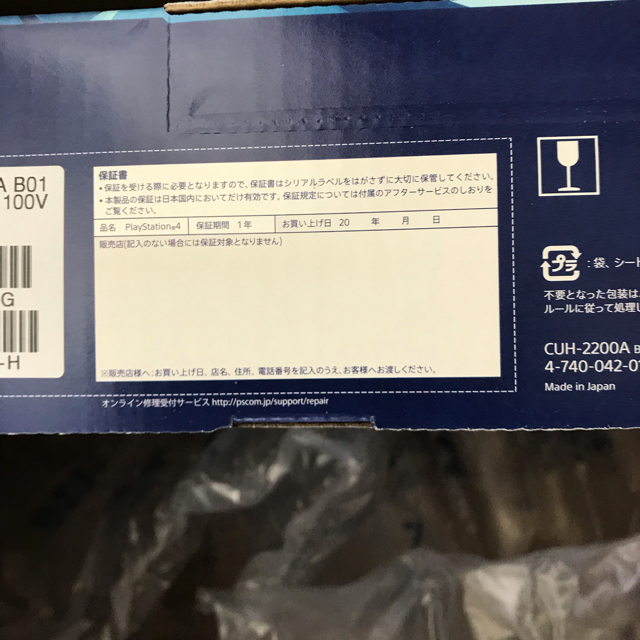 A B01
100V
G
-H
保証書
•保証を受ける際に必要となりますので、保証書はシリアルラベルをはがさずに大切に保管してください。
•本製品の保証は日本国内においてだけ有効です。保証規定については付属のアフターサービスのしおりを
ご覧ください。
品名 PlayStation®4 保証期間 1年 お買い上げ日 20 年 月 日
販売店(記入のない場合には保証対象となりません)
※販売店様へ:お買い上げ日、店名、住所、電話番号を記入のうえ、お客様へお渡しください。
オンライン修理受付サービス http://pscom.jp/support/repair
プラ
:袋、シート
不要となった包装は、
ルールに従って処理し
CUH-2200A B
4-740-042-01
Made in Japan